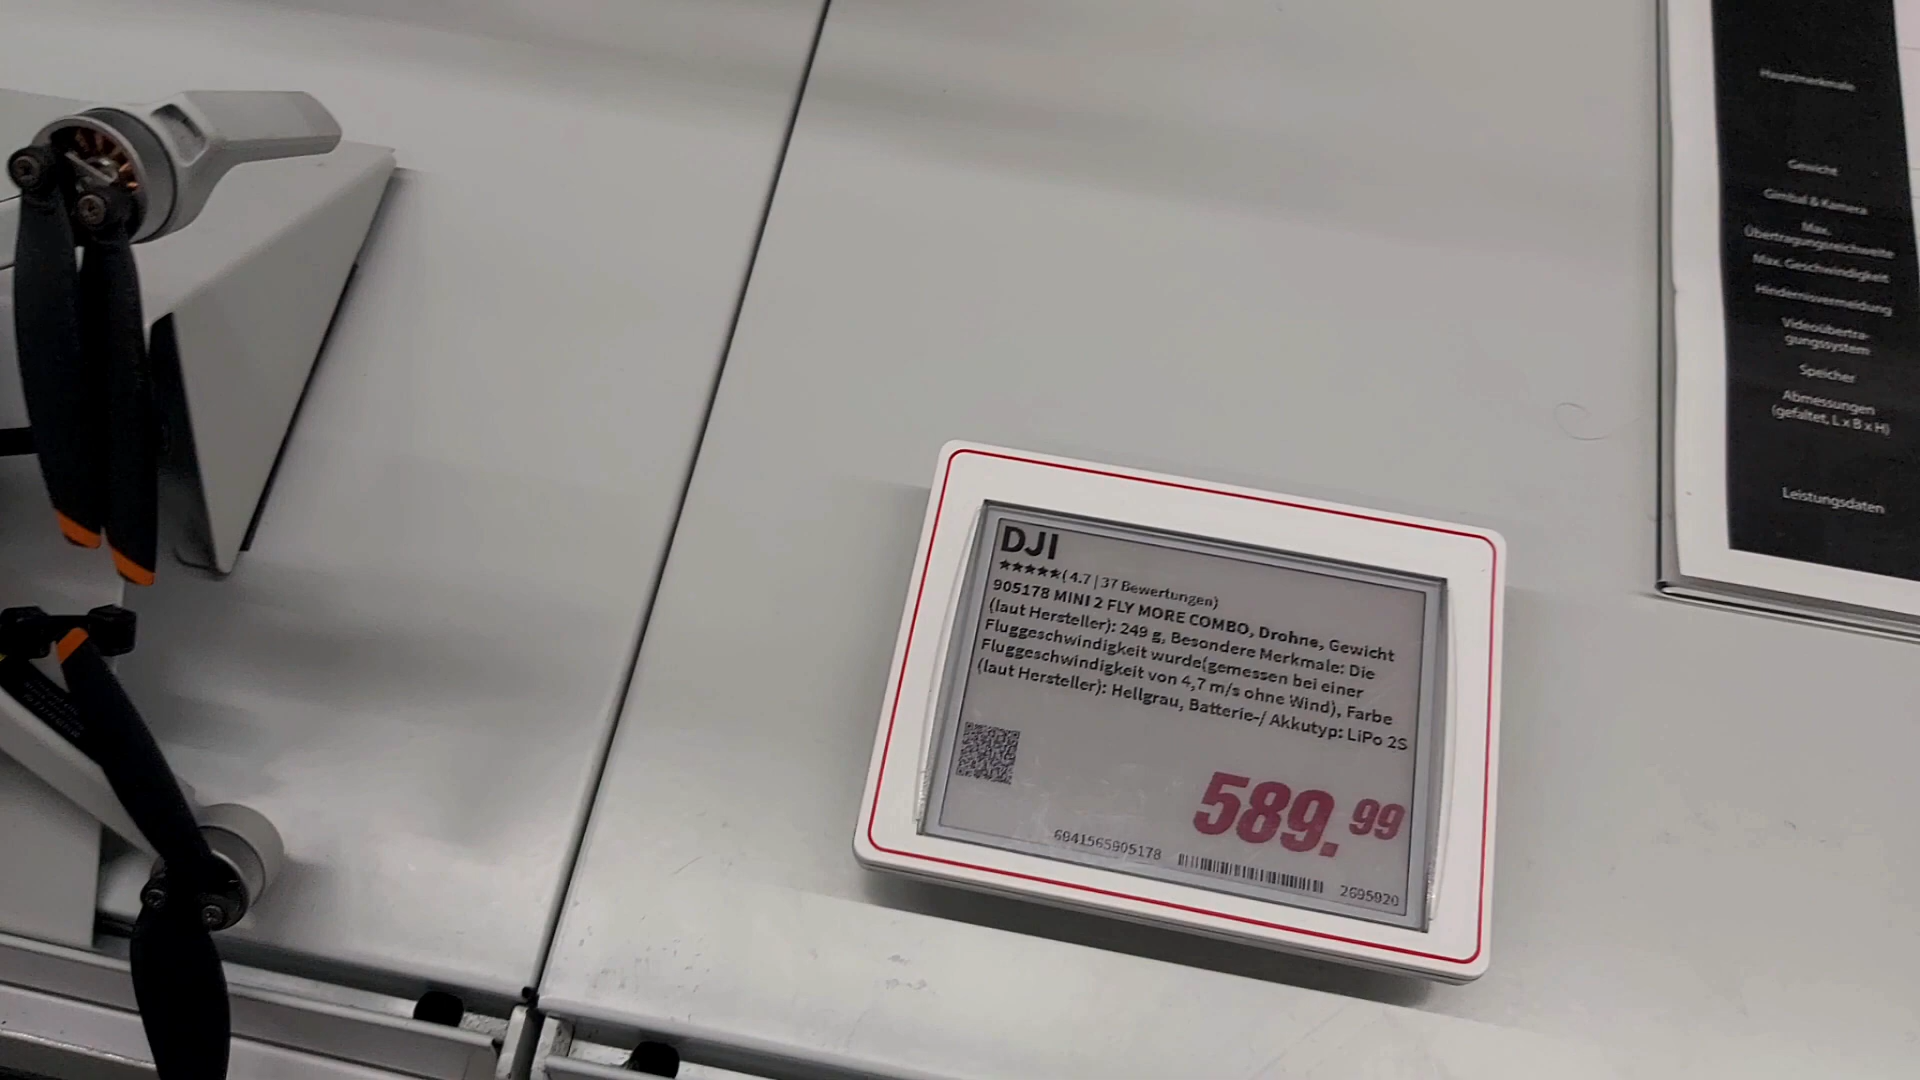 DJI
★★★★★(4.7 | 37 Bewertungen)
905178 MINI 2 FLY MORE COMBO, Drohne, Gewicht
(laut Hersteller): 249 g, Besondere Merkmale: Die
Fluggeschwindigkeit wurde(gemessen bei einer
Fluggeschwindigkeit von 4,7 m/s ohne Wind), Farbe
(laut Hersteller): Hellgrau, Batterie-/ Akkutyp: LiPo 2S
589.99
6941565905178
2695920
Hauptmerkmale
Gewicht
Gimbal & Kamera
Max.
Übertragungsreichweite
Max. Geschwindigkeit
Hindernisvermeidung
Videoübertra-
gungssystem
Speicher
Abmessungen
(gefaltet, L x B x H)
Leistungsdaten